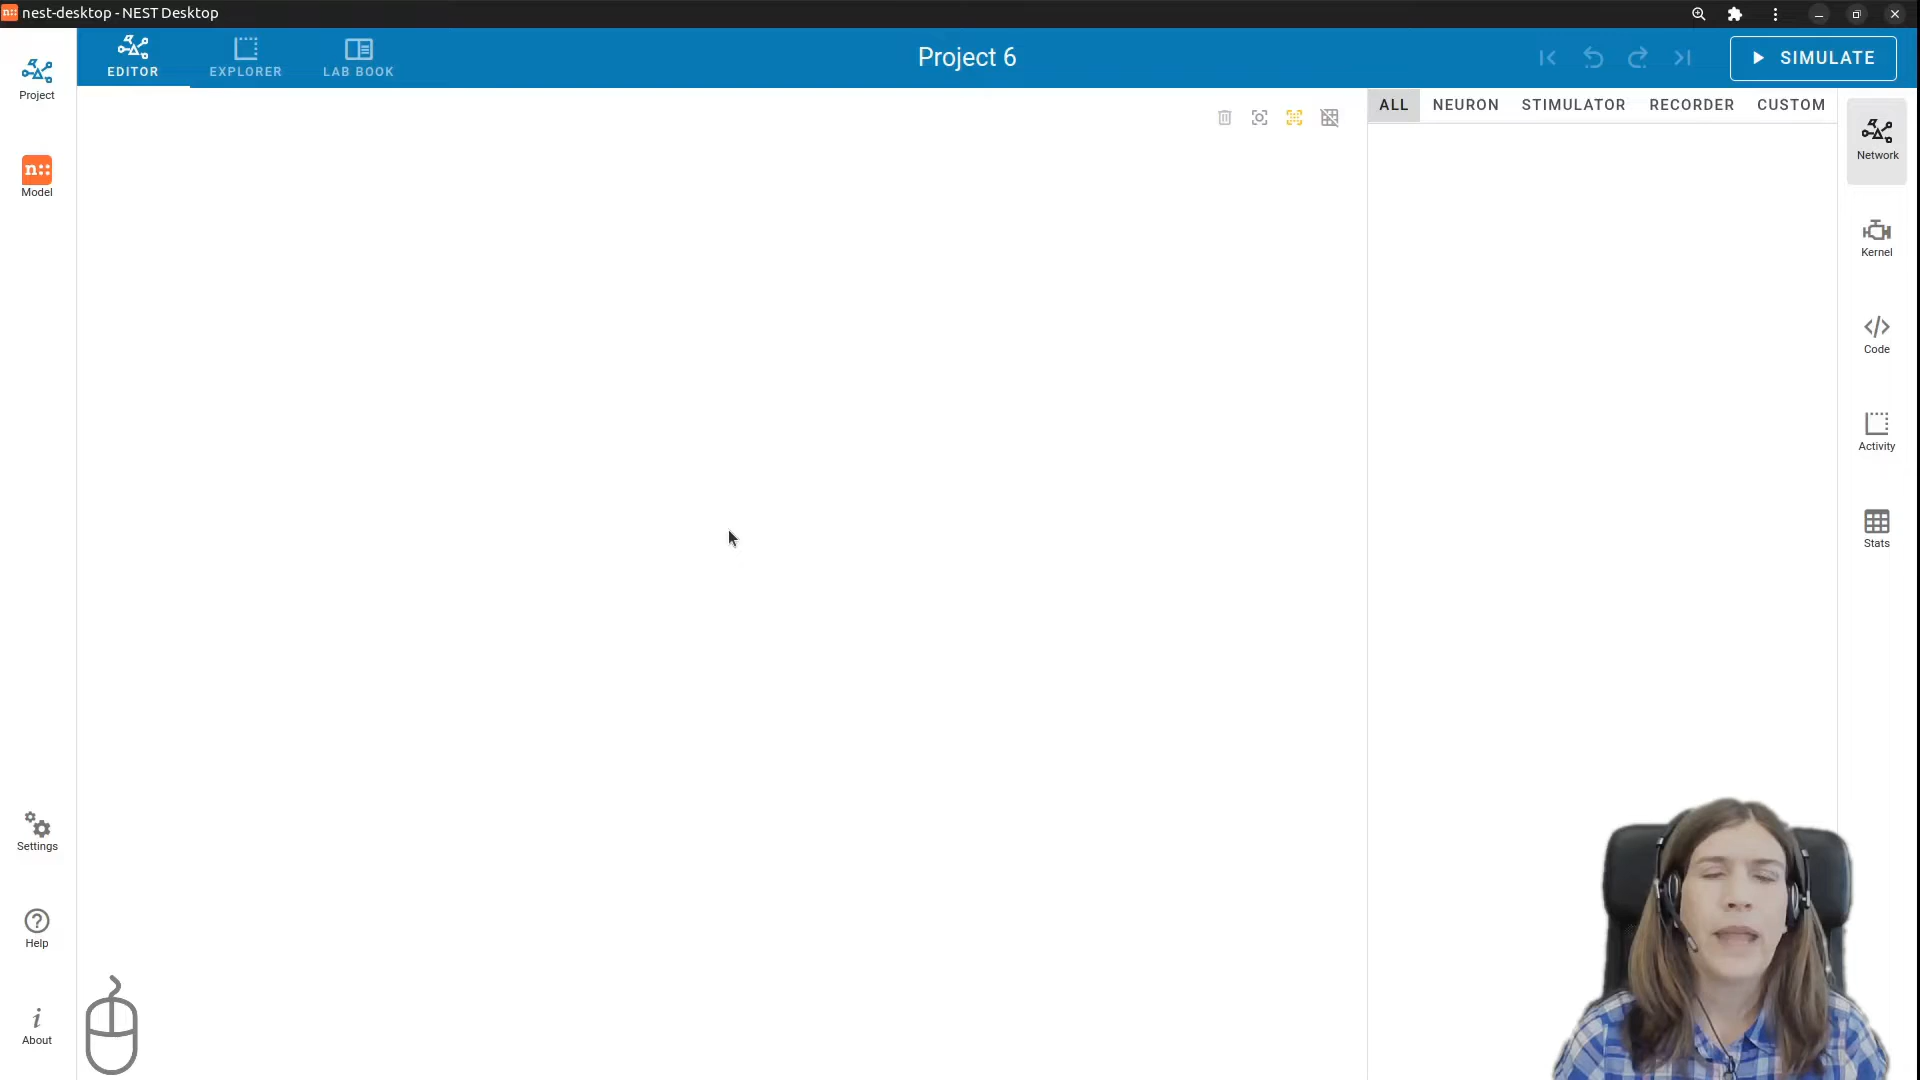 nest-desktop - NEST Desktop
EDITOR
EXPLORER
LAB BOOK
Project 6
SIMULATE
Project
n::
Model
Settings
Help
i
About
ALL
NEURON
STIMULATOR
RECORDER
CUSTOM
Network
Kernel
Code
Activity
Stats